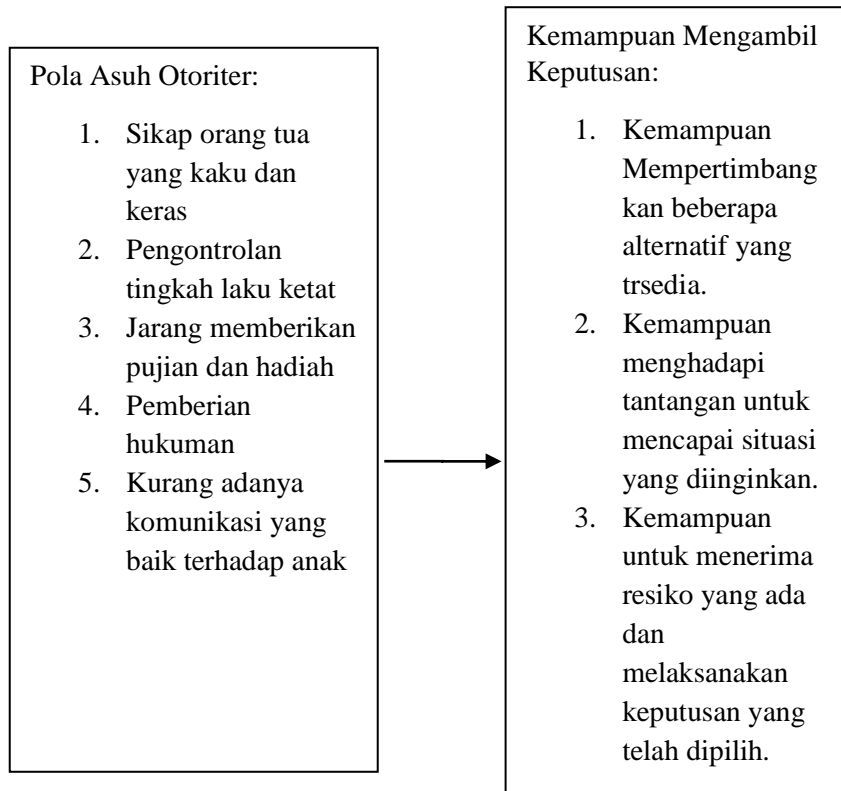 Pola Asuh Otoriter:
1. Sikap orang tua
yang kaku dan
keras
2. Pengontrolan
tingkah laku ketat
3. Jarang memberikan
pujian dan hadiah
4. Pemberian
hukuman
5. Kurang adanya
komunikasi yang
baik terhadap anak
Kemampuan Mengambil
Keputusan:
1. Kemampuan
Mempertimbang
kan beberapa
alternatif yang
trsedia.
2. Kemampuan
menghadapi
tantangan untuk
mencapai situasi
yang diinginkan.
3. Kemampuan
untuk menerima
resiko yang ada
dan
melaksanakan
keputusan yang
telah dipilih.